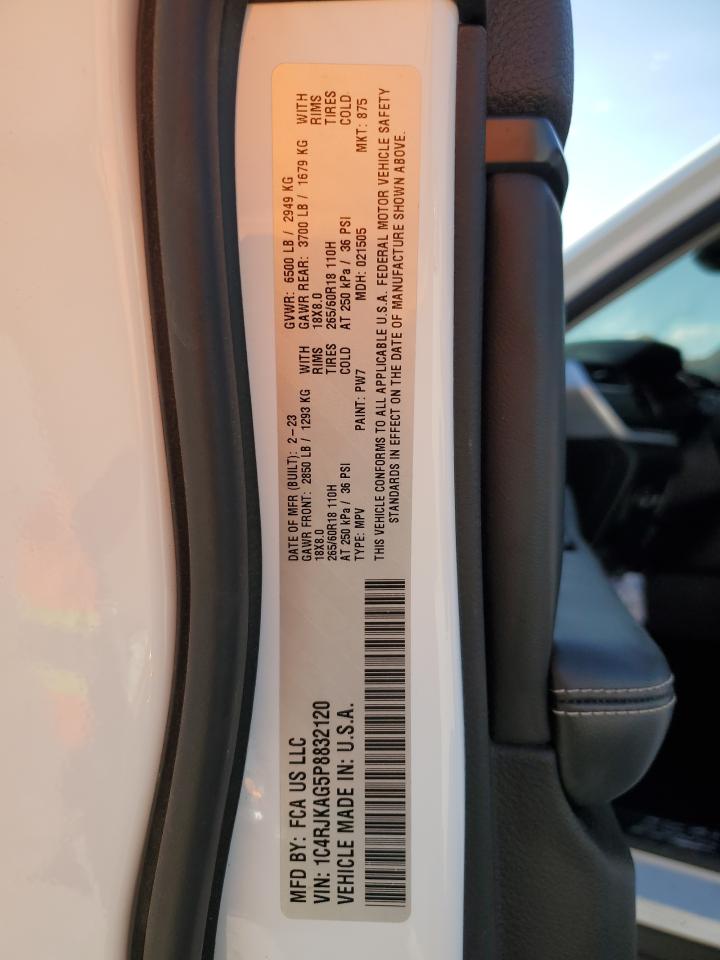 MFD BY: FCA US LLC
VIN: 1C4RJKAG5P8832120
VEHICLE MADE IN: U.S.A.
DATE OF MFR (BUILT): 2-23 GVWR: 6500 LB / 2949 KG
GAWR FRONT: 2850 LB / 1293 KG WITH GAWR REAR: 3700 LB / 1679 KG WITH
18X8.0 RIMS 18X8.0 RIMS
265/60R18 110H TIRES 265/60R18 110H TIRES
AT 250 kPa / 36 PSI COLD AT 250 kPa / 36 PSI COLD
TYPE: MPV PAINT: PW7 MDH: 021505 MKT: 875
THIS VEHICLE CONFORMS TO ALL APPLICABLE U.S.A. FEDERAL MOTOR VEHICLE SAFETY
STANDARDS IN EFFECT ON THE DATE OF MANUFACTURE SHOWN ABOVE.